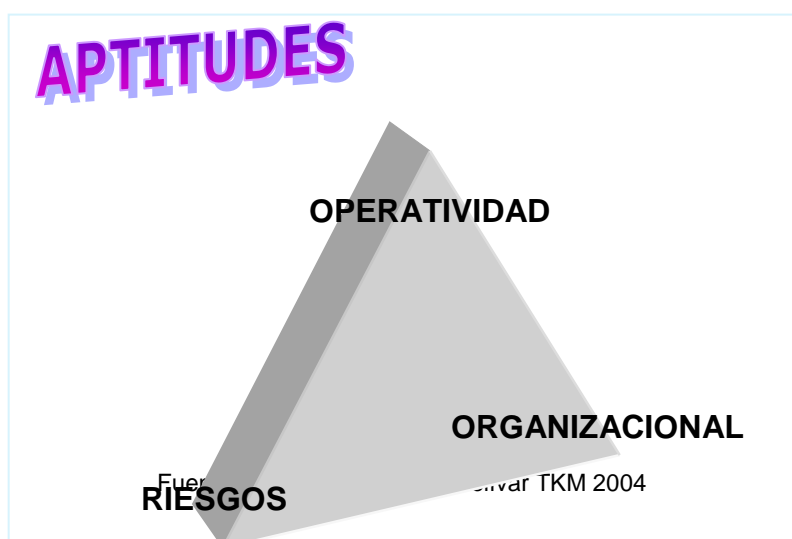 APTITUDES
OPERATIVIDAD
ORGANIZACIONAL
TKM 2004
RIESGOS